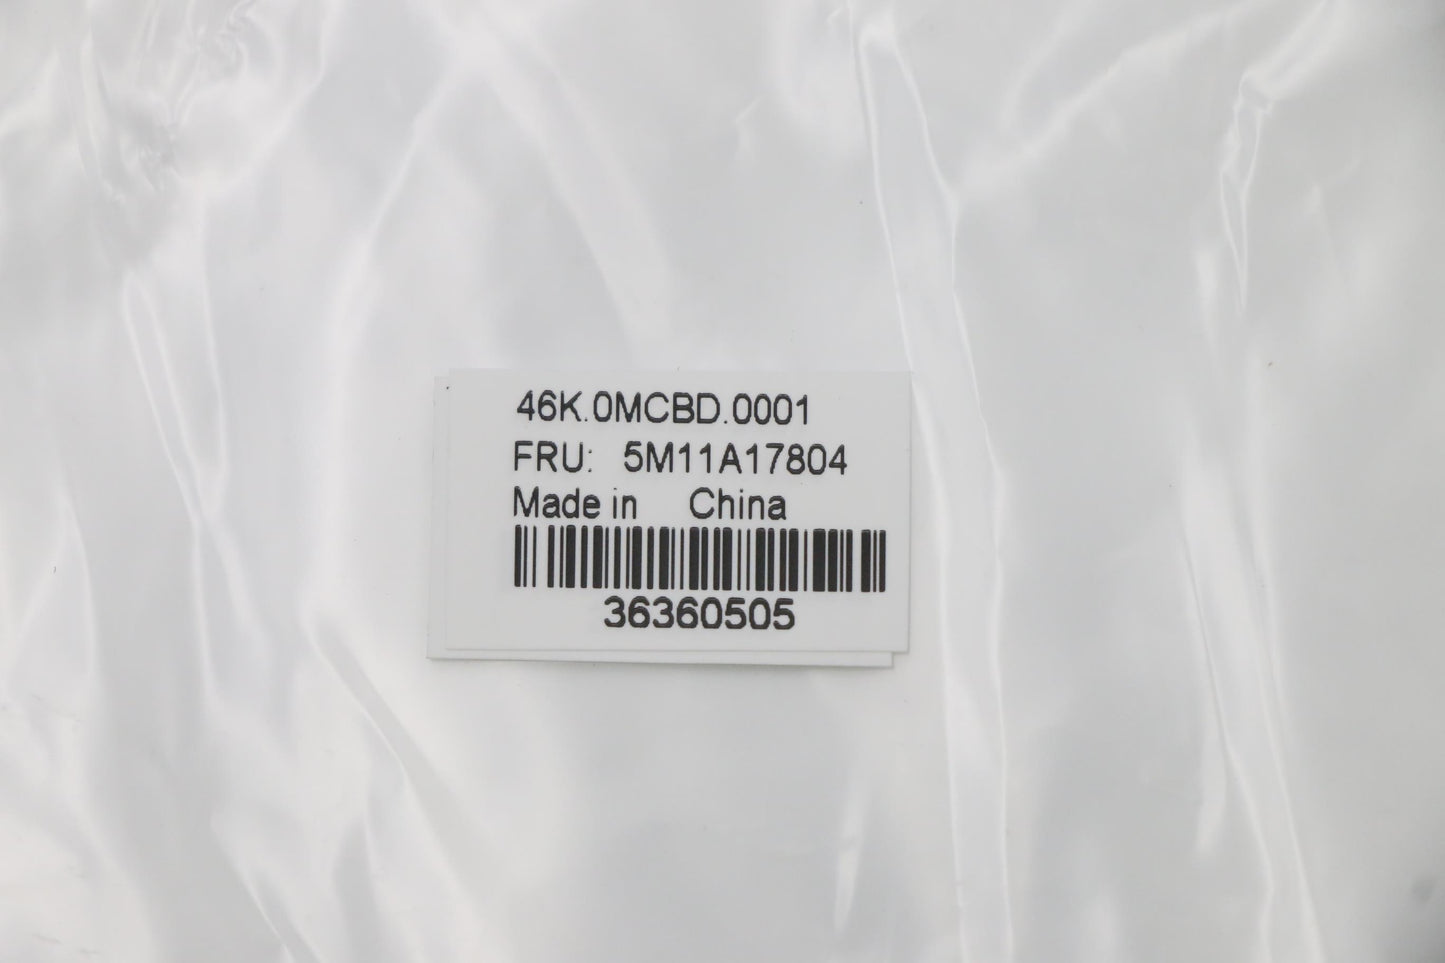 46K.0MCBD.0001
FRU: 5M11A17804
Made in China
36360505